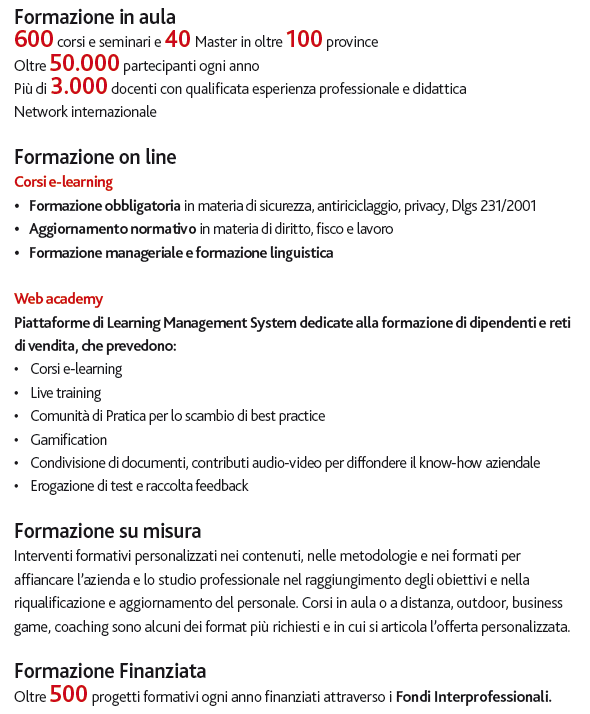 Formazione in aula
600 corsi e seminari e 40 Master in oltre 100 province
Oltre 50.000 partecipanti ogni anno
Più di 3.000 docenti con qualificata esperienza professionale e didattica
Network internazionale
Formazione on line
Corsi e-learning
• Formazione obbligatoria in materia di sicurezza, antiriciclaggio, privacy, Dlgs 231/2001
• Aggiornamento normativo in materia di diritto, fisco e lavoro
• Formazione manageriale e formazione linguistica
Web academy
Piattaforme di Learning Management System dedicate alla formazione di dipendenti e reti
di vendita, che prevedono:
• Corsi e-learning
• Live training
• Comunità di Pratica per lo scambio di best practice
• Gamification
• Condivisione di documenti, contributi audio-video per diffondere il know-how aziendale
• Erogazione di test e raccolta feedback
Formazione su misura
Interventi formativi personalizzati nei contenuti, nelle metodologie e nei formati per
affiancare l'azienda e lo studio professionale nel raggiungimento degli obiettivi e nella
riqualificazione e aggiornamento del personale. Corsi in aula o a distanza, outdoor, business
game, coaching sono alcuni dei format più richiesti e in cui si articola l'offerta personalizzata.
Formazione Finanziata
Oltre 500 progetti formativi ogni anno finanziati attraverso i Fondi Interprofessionali.